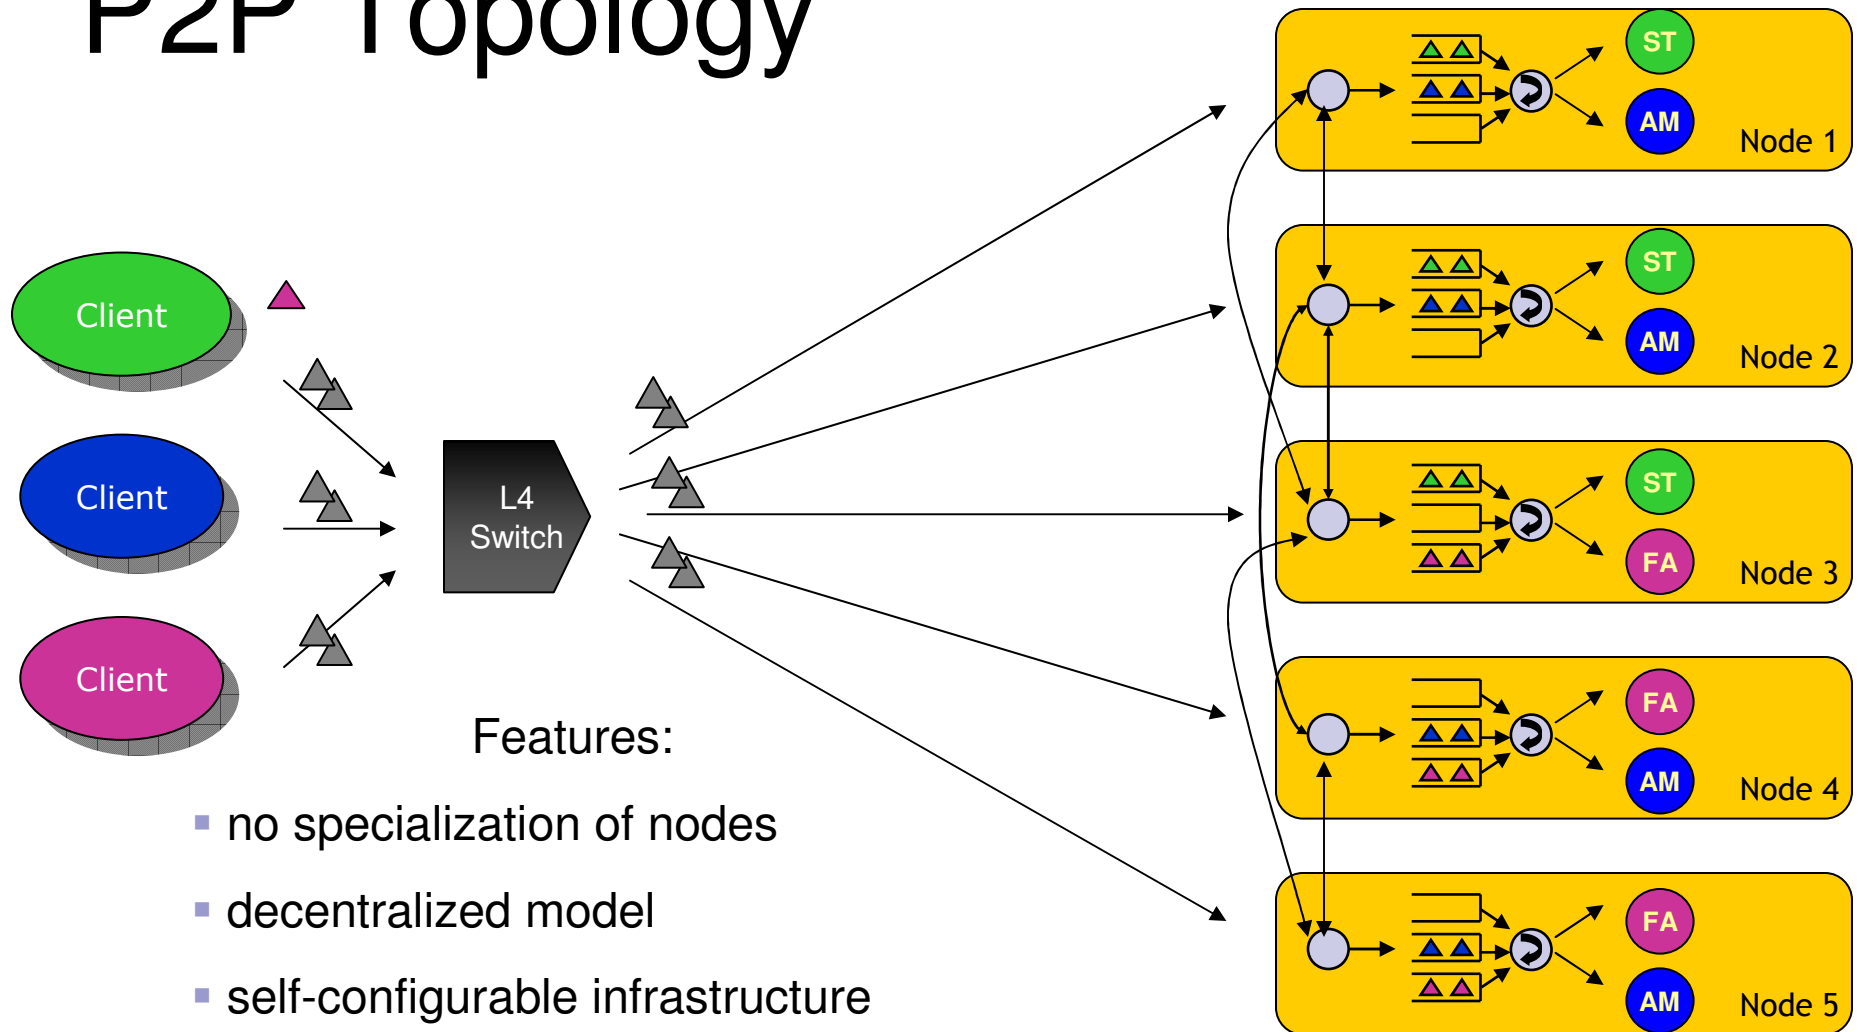 P2P Topology
Client
Client
Client
L4
Switch
ST
AM
Node 1
ST
AM
Node 2
ST
FA
Node 3
FA
AM
Node 4
FA
AM
Node 5
Features:
no specialization of nodes
decentralized model
self-configurable infrastructure